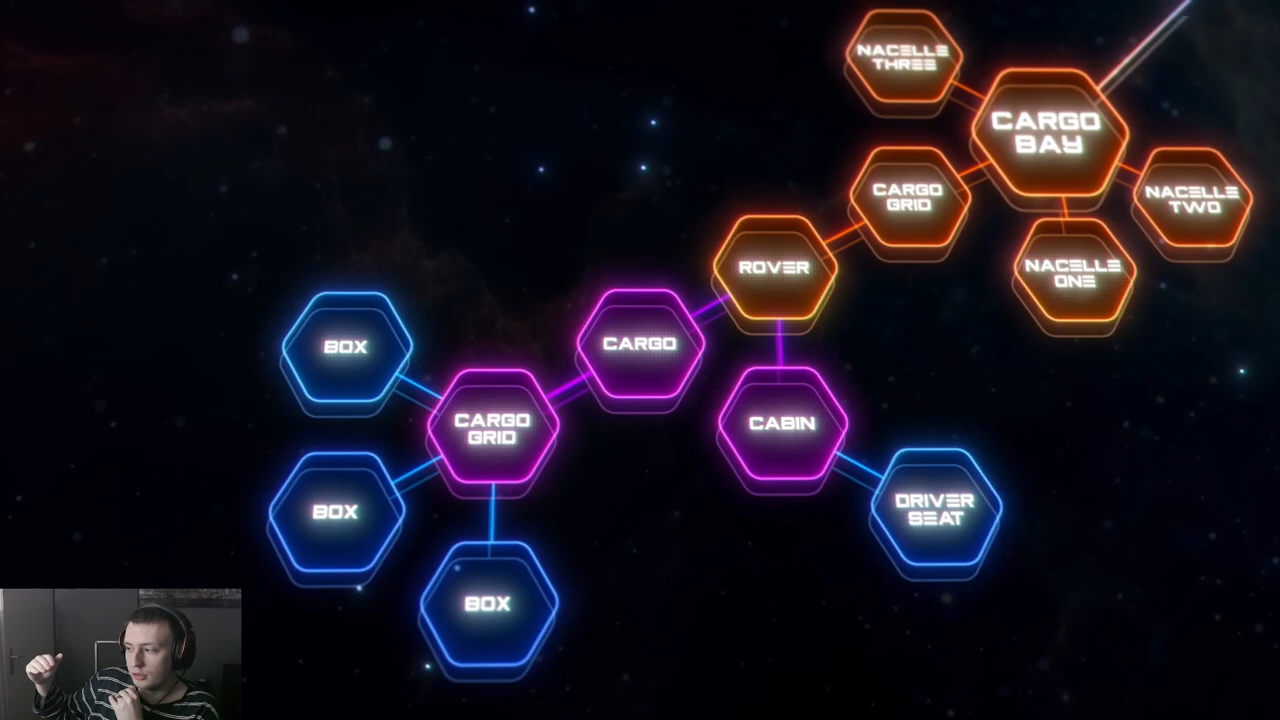 NACELLE
THREE
CARGO
BAY
CARGO
GRID
NACELLE
TWO
ROVER
NACELLE
ONE
BOX
CARGO
CARGO
GRID
CABIN
BOX
DRIVER
SEAT
BOX